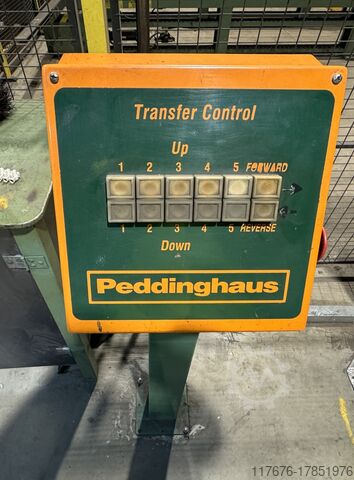 Transfer Control
Up
1 2 3 4 5 FORWARD
1 2 3 4 5 REVERSE
Down
Peddinghaus
117676-17851976